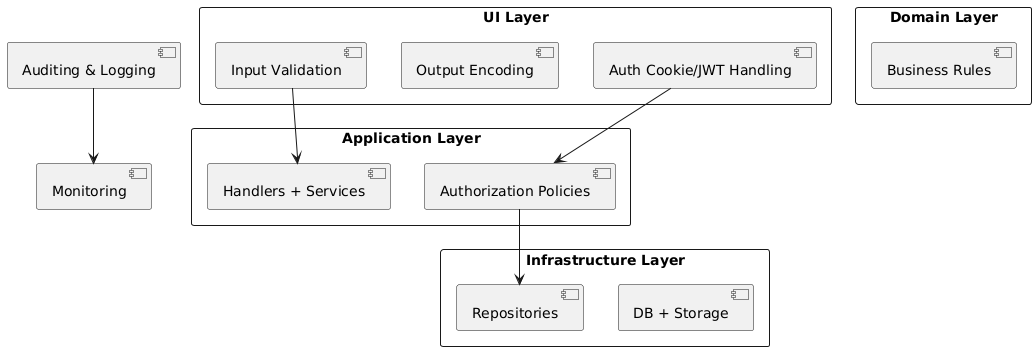 UI Layer
Domain Layer
Auditing & Logging
Input Validation
Output Encoding
Auth Cookie/JWT Handling
Business Rules
Application Layer
Monitoring
Handlers + Services
Authorization Policies
Infrastructure Layer
Repositories
DB + Storage